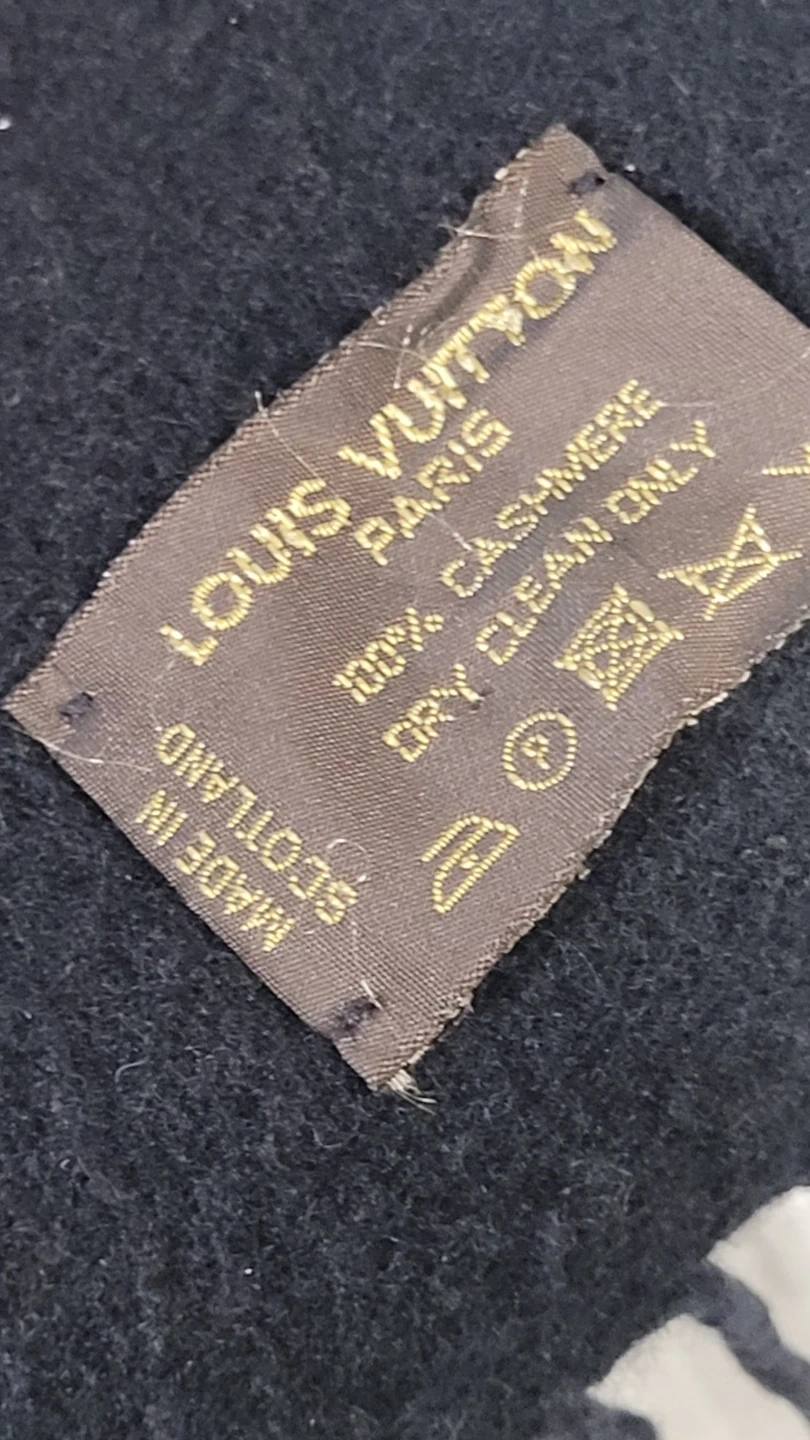 LOUIS VUITTON
PARIS
100% CASHMERE
DRY CLEAN ONLY
P
MADE IN
SCOTLAND